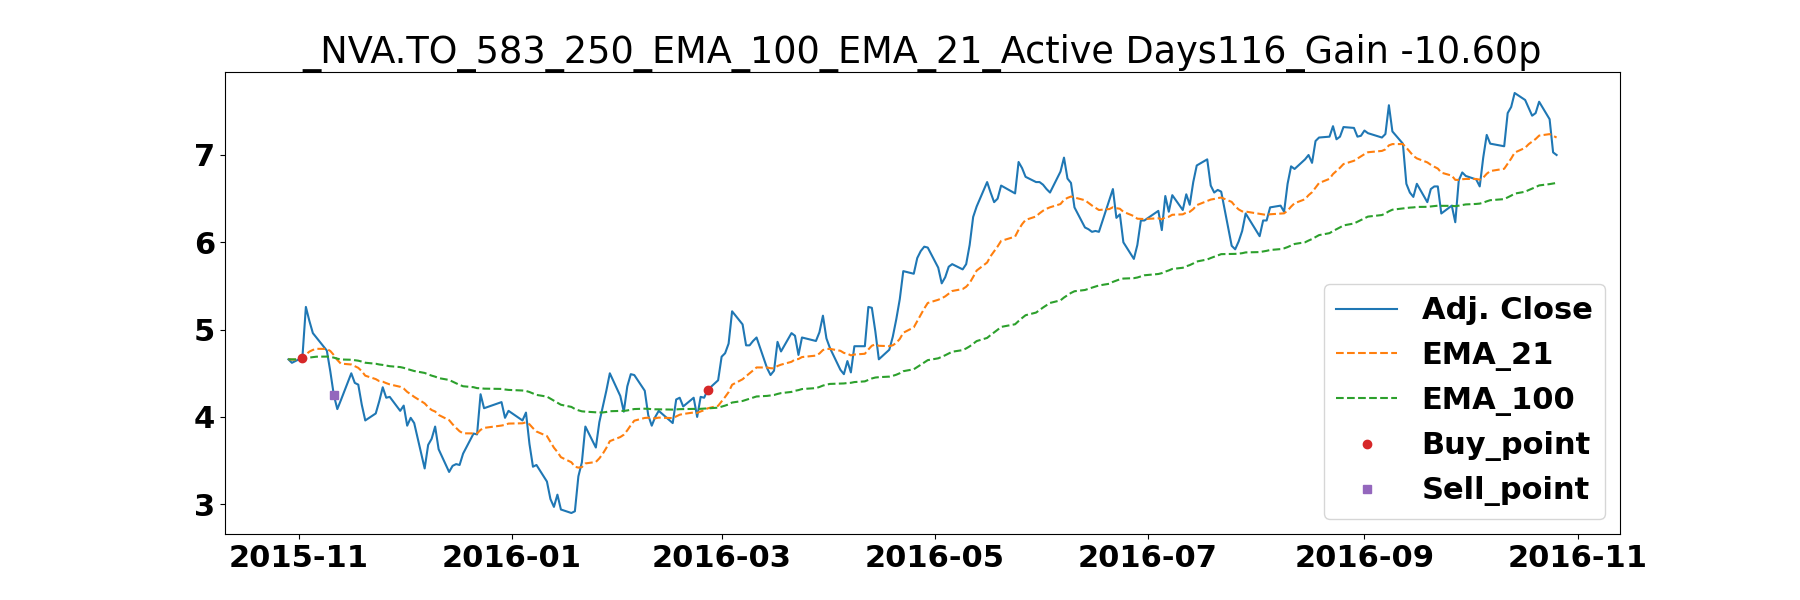 _NVA.TO_583_250_EMA_100_EMA_21_Active Days116_Gain -10.60p
7
6
5
4
3
Adj. Close
EMA_21
EMA_100
Buy_point
Sell_point
2015-11 2016-01 2016-03 2016-05 2016-07 2016-09 2016-11